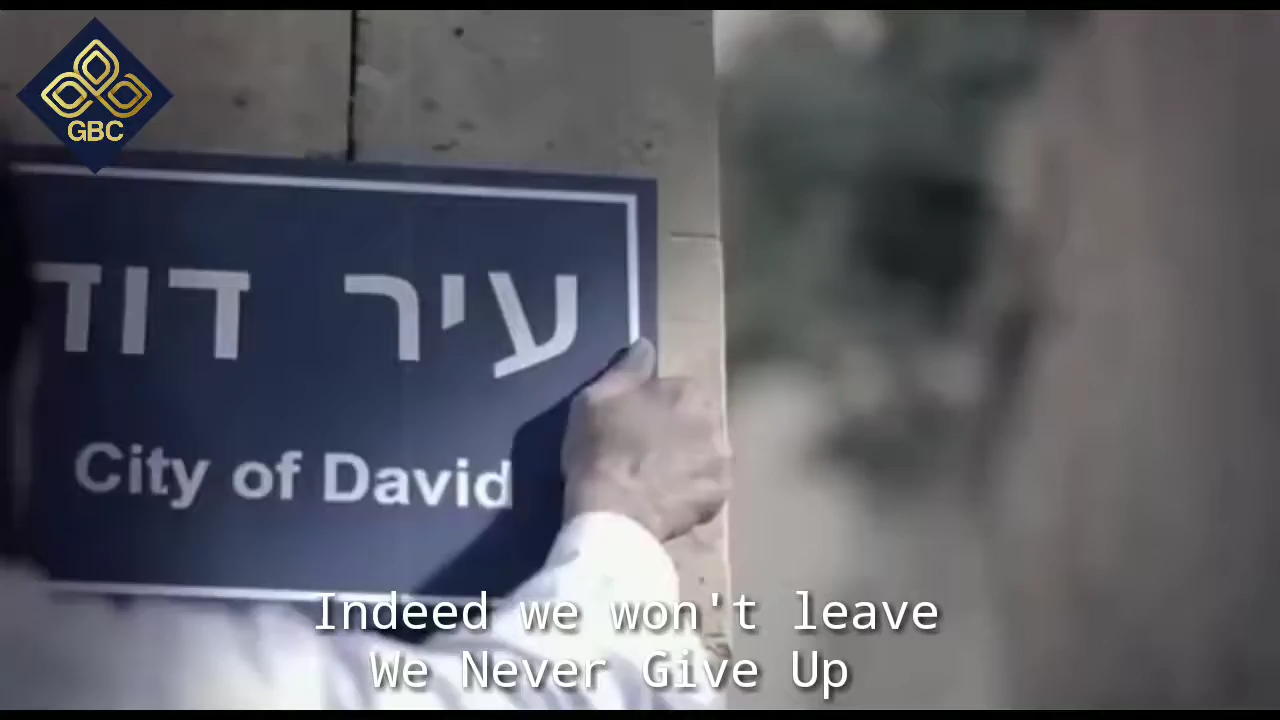 GBC
עיר דוד
City of David
Indeed we won't leave
We Never Give Up